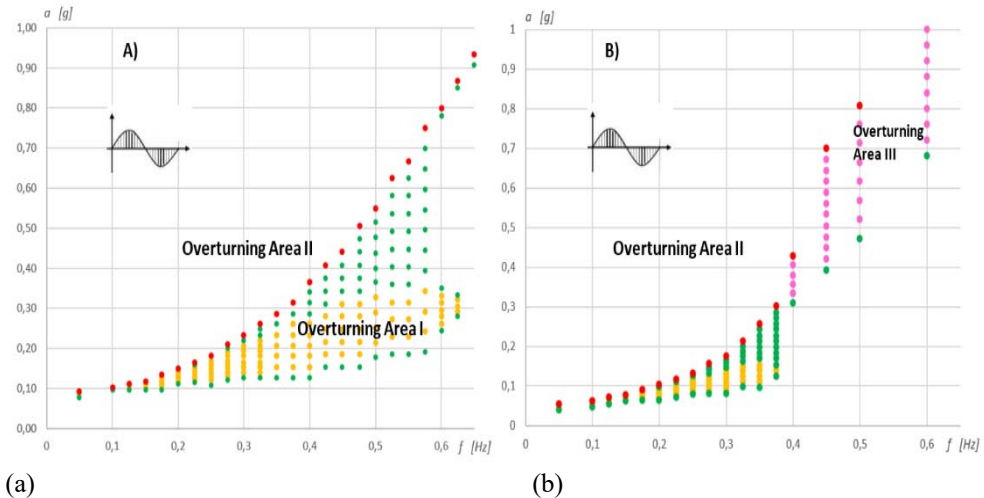 a [g]
1,00
0,90
0,80
0,70
0,60
0,50
0,40
0,30
0,20
0,10
0,00
A)
Overturning Area II
Overturning Area I
0 0,1 0,2 0,3 0,4 0,5 0,6 f [Hz]
a [g]
1
0,9
0,8
0,7
0,6
0,5
0,4
0,3
0,2
0,1
0
B)
Overturning
Area III
Overturning Area II
0 0,1 0,2 0,3 0,4 0,5 0,6 f [Hz]
(a)
(b)